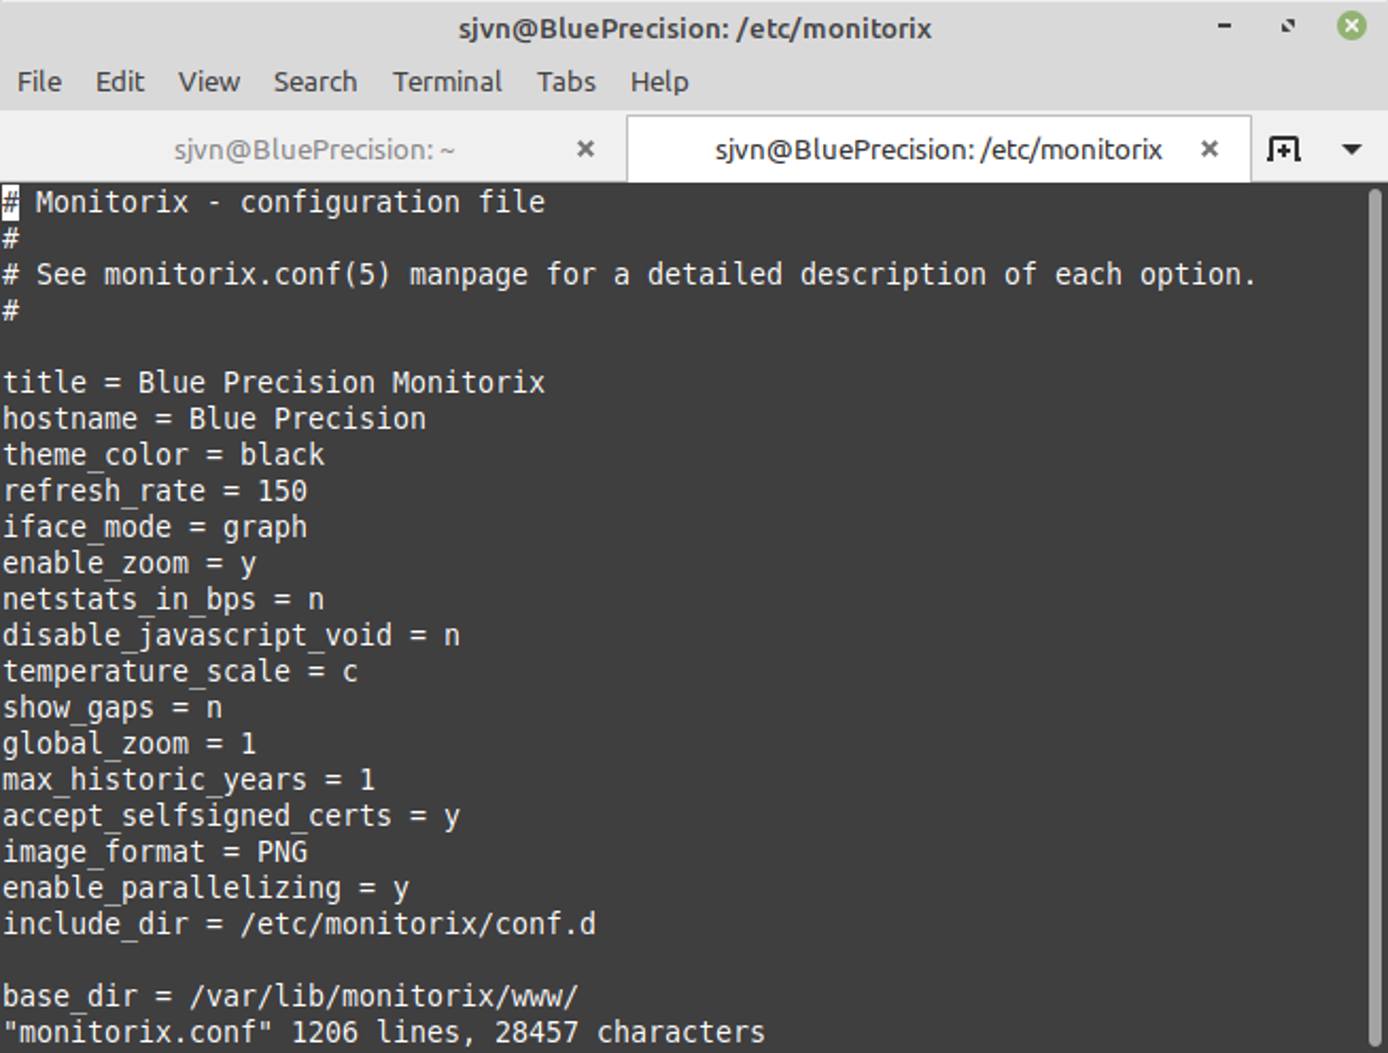 sjvn@BluePrecision: /etc/monitorix
File Edit View Search Terminal Tabs Help
sjvn@BluePrecision: ~ sjvn@BluePrecision: /etc/monitorix
# Monitorix - configuration file
#
# See monitorix.conf(5) manpage for a detailed description of each option.
#
title = Blue Precision Monitorix
hostname = Blue Precision
theme_color = black
refresh_rate = 150
iface_mode = graph
enable_zoom = y
netstats_in_bps = n
disable_javascript_void = n
temperature_scale = c
show_gaps = n
global_zoom = 1
max_historic_years = 1
accept_selfsigned_certs = y
image_format = PNG
enable_parallelizing = y
include_dir = /etc/monitorix/conf.d
base_dir = /var/lib/monitorix/www/
"monitorix.conf" 1206 lines, 28457 characters